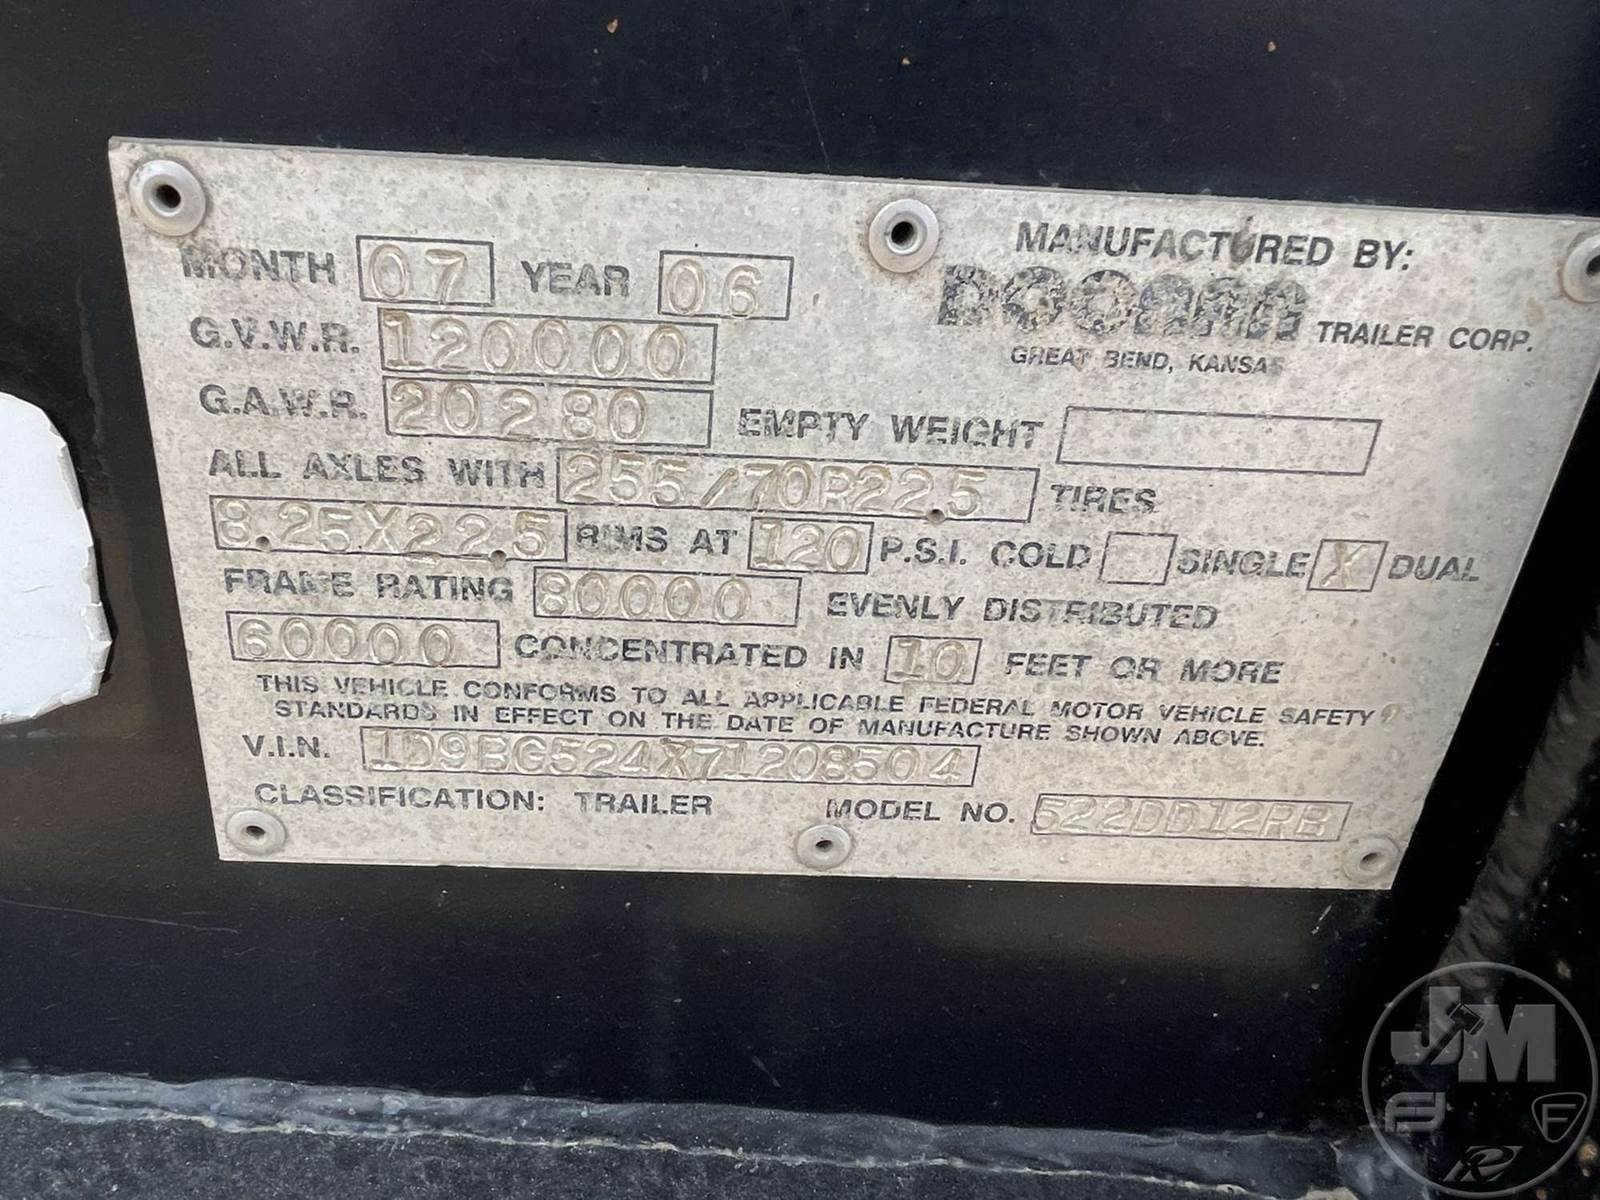 MONTH 07 YEAR 06
MANUFACTURED BY:
TRAILER CORP.
GREAT BEND, KANSAS
G.V.W.R. 120000
G.A.W.R. 20280 EMPTY WEIGHT
ALL AXLES WITH 255/70R22.5 TIRES
8.25X22.5 RIMS AT 120 P.S.I. COLD SINGLE X DUAL
FRAME RATING 80000 EVENLY DISTRIBUTED
60000 CONCENTRATED IN 10 FEET OR MORE
THIS VEHICLE CONFORMS TO ALL APPLICABLE FEDERAL MOTOR VEHICLE SAFETY
STANDARDS IN EFFECT ON THE DATE OF MANUFACTURE SHOWN ABOVE.
V.I.N. 1D9BG524X71208504
CLASSIFICATION: TRAILER MODEL NO. 522DD12RB
JM